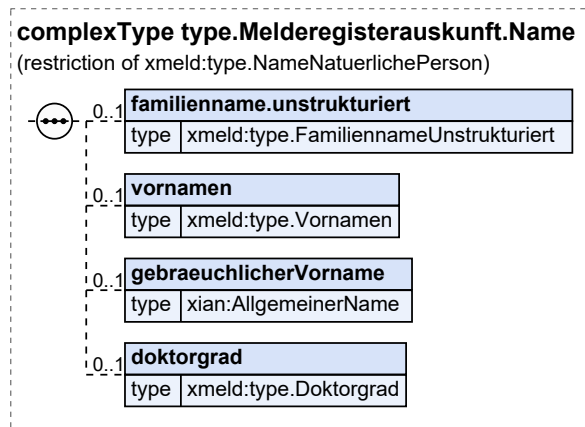 complexType type.Melderegisterauskunft.Name
(restriction of xmeld:type.NameNatuerlichePerson)
0..1 familienname.unstrukturiert
type xmeld:type.FamiliennameUnstrukturiert
0..1 vornamen
type xmeld:type.Vornamen
0..1 gebraeuchlicherVorname
type xian:AllgemeinerName
0..1 doktorgrad
type xmeld:type.Doktorgrad